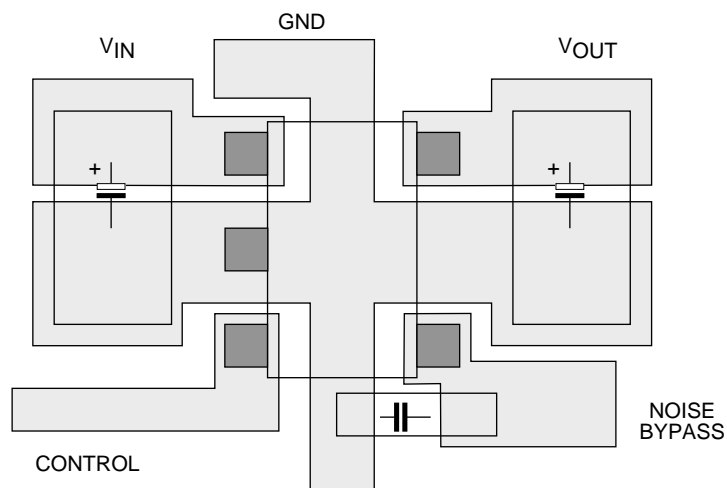 GND
VIN
VOUT
+
+
NOISE
BYPASS
CONTROL